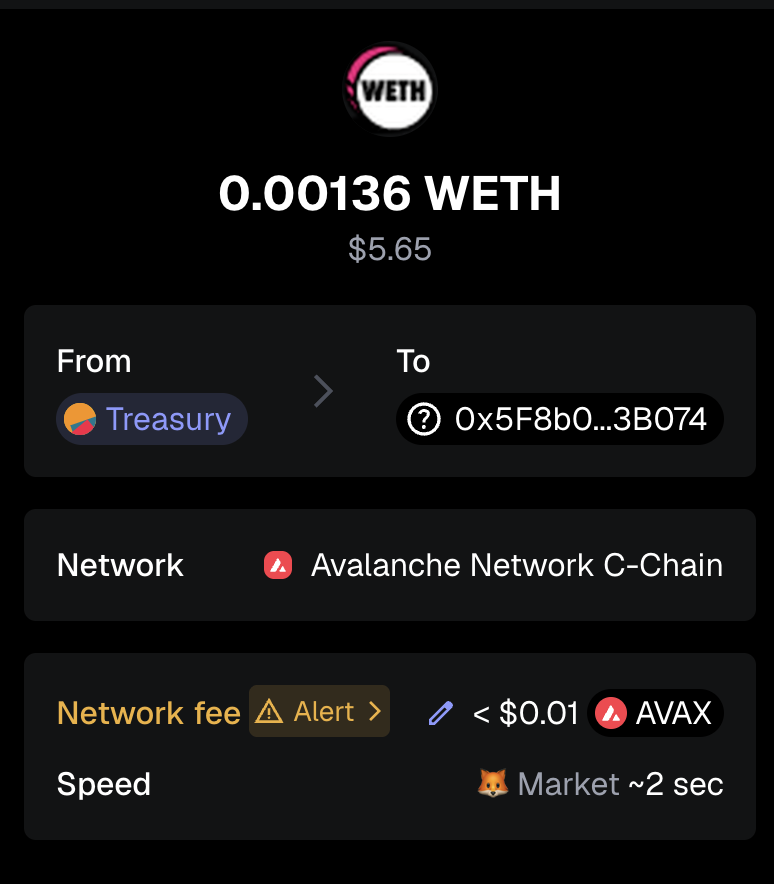 WETH
0.00136 WETH
$5.65
From
To
Treasury
0x5F8b0...3B074
Network
Avalanche Network C-Chain
Network fee Alert < $0.01 AVAX
Speed
Market ~2 sec